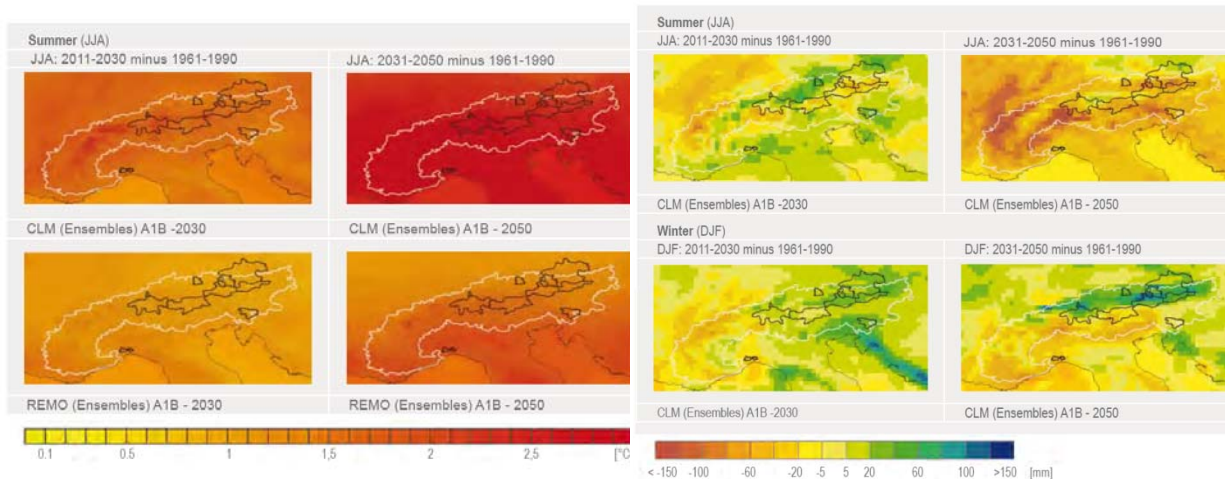 Summer (JJA)
JJA: 2011-2030 minus 1961-1990
JJA: 2031-2050 minus 1961-1990
CLM (Ensembles) A1B -2030
CLM (Ensembles) A1B - 2050
REMO (Ensembles) A1B - 2030
REMO (Ensembles) A1B - 2050
0.1 0.5 1 1,5 2 2,5 [°C
Summer (JJA)
JJA: 2011-2030 minus 1961-1990
JJA: 2031-2050 minus 1961-1990
CLM (Ensembles) A1B -2030
CLM (Ensembles) A1B - 2050
Winter (DJF)
DJF: 2011-2030 minus 1961-1990
DJF: 2031-2050 minus 1961-1990
CLM (Ensembles) A1B -2030
CLM (Ensembles) A1B - 2050
< -150 -100 -60 -20 -5 5 20 60 100 >150 [mm]